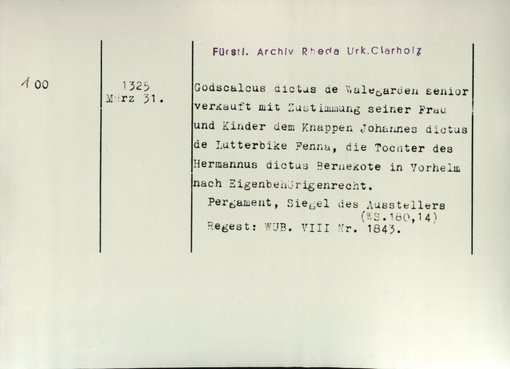 Fürstl. Archiv Rheda Urk. Clarholz
A 00
1325
März 31.
Godscalcus dictus de Walegarden senior
verkauft mit Zustimmung seiner Frau
und Kinder dem Knappen Johannes dictus
de Lutterbike Fenna, die Tochter des
Hermannus dictus Bernekote in Vorhelm
nach Eigenbehörigenrecht.
Pergament, Siegel des Ausstellers
(WS.180,14)
Regest: WUB. VIII Nr. 1843.